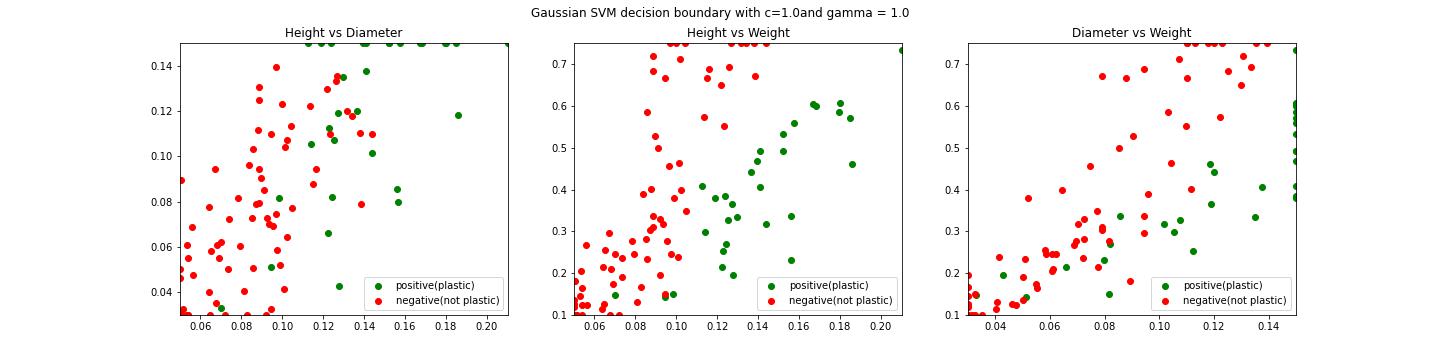 Gaussian SVM decision boundary with c=1.0and gamma = 1.0
Height vs Diameter
0.14
0.12
0.10
0.08
0.06
0.04
0.06 0.08 0.10 0.12 0.14 0.16 0.18 0.20
positive(plastic)
negative(not plastic)
Height vs Weight
0.7
0.6
0.5
0.4
0.3
0.2
0.1
0.06 0.08 0.10 0.12 0.14 0.16 0.18 0.20
positive(plastic)
negative(not plastic)
Diameter vs Weight
0.7
0.6
0.5
0.4
0.3
0.2
0.1
0.04 0.06 0.08 0.10 0.12 0.14
positive(plastic)
negative(not plastic)